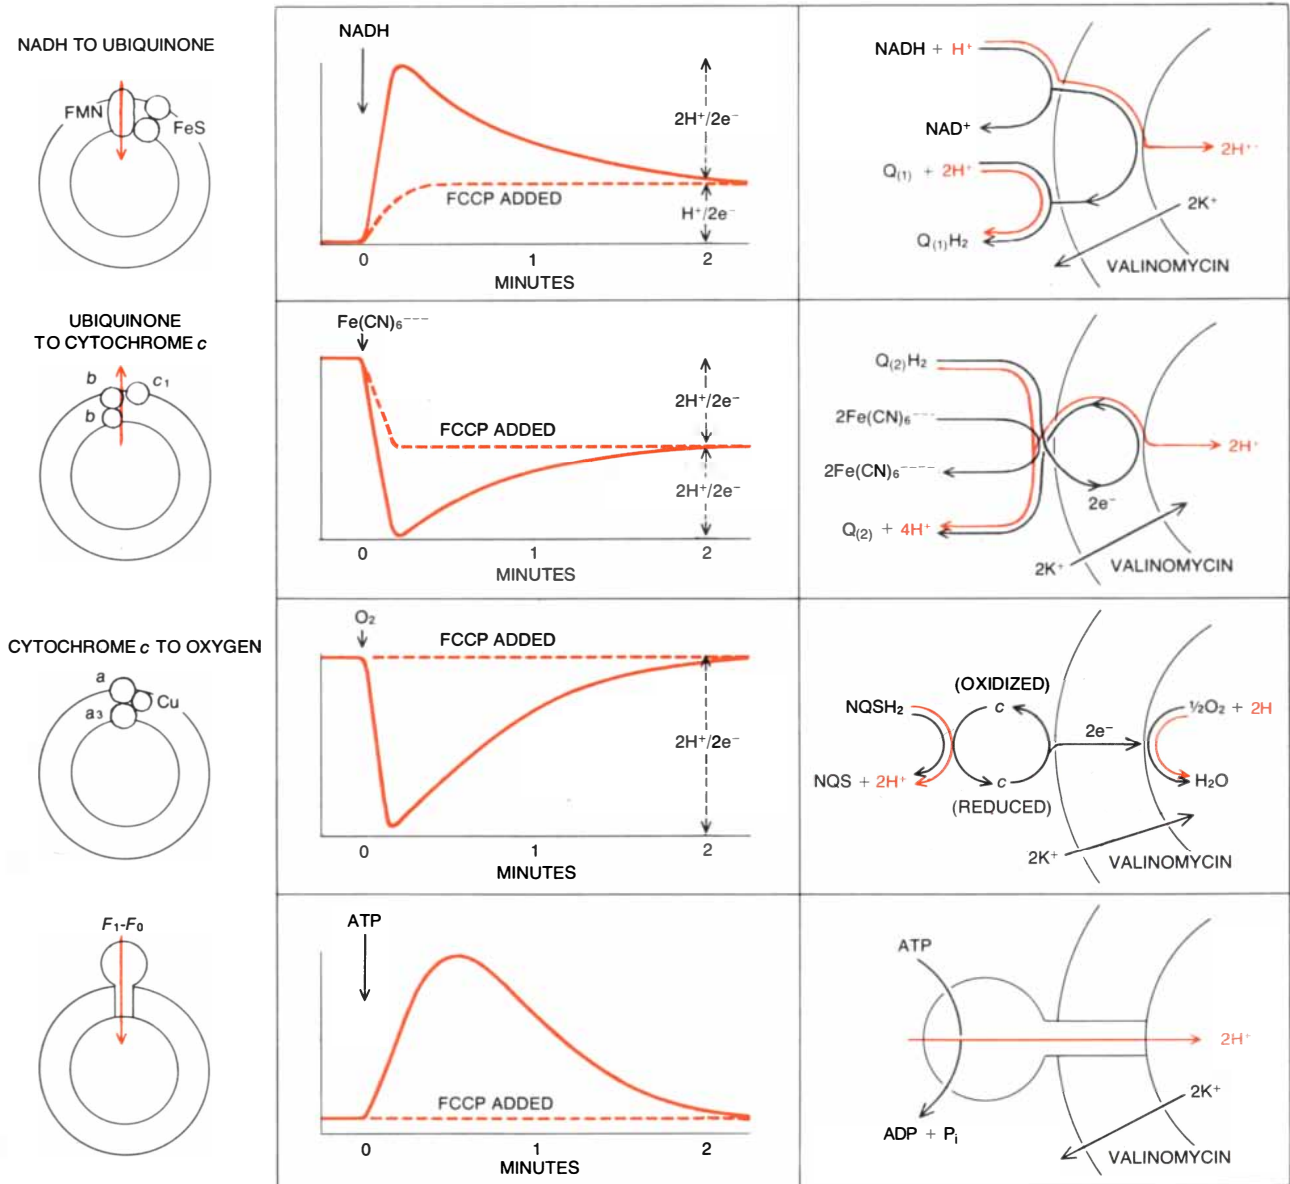 NADH TO UBIQUINONE
FMN
FeS
NADH
2H⁺/2e⁻
FCCP ADDED
H⁺/2e⁻
0 1 2
MINUTES
NADH + H⁺
NAD⁺
2H⁺
Q₍₁₎ + 2H⁺
2K⁺
Q₍₁₎H₂
VALINOMYCIN
UBIQUINONE
TO CYTOCHROME c
b
c₁
b
Fe(CN)₆⁻⁻⁻
2H⁺/2e⁻
FCCP ADDED
2H⁺/2e⁻
0 1 2
MINUTES
Q₍₂₎H₂
2Fe(CN)₆⁻⁻⁻
2H⁺
2Fe(CN)₆⁻⁻⁻⁻
2e⁻
Q₍₂₎ + 4H⁺
2K⁺
VALINOMYCIN
CYTOCHROME c TO OXYGEN
a
Cu
a₃
O₂
FCCP ADDED
2H⁺/2e⁻
0 1 2
MINUTES
(OXIDIZED)
NQSH₂
c
½O₂ + 2H
2e⁻
NQS + 2H⁺
c
H₂O
(REDUCED)
2K⁺
VALINOMYCIN
F₁-F₀
ATP
FCCP ADDED
0 1 2
MINUTES
ATP
2H⁺
2K⁺
ADP + Pᵢ
VALINOMYCIN